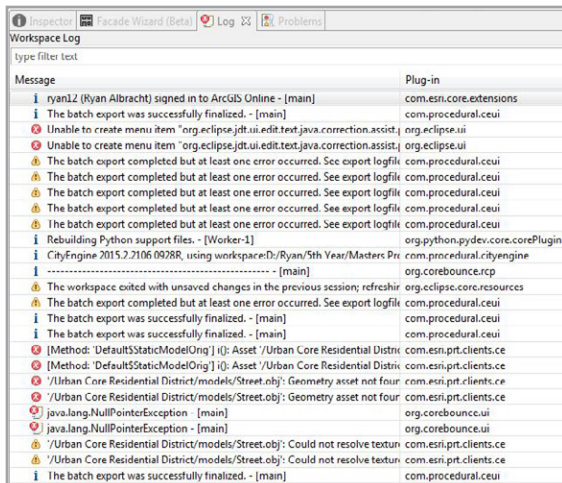 Inspector Facade Wizard (Beta) Log Problems
Workspace Log
type filter text
Message Plug-in
ryan12 (Ryan Albracht) signed in to ArcGIS Online - [main] com.esri.core.extensions
The batch export was successfully finalized. - [main] com.procedural.ceui
Unable to create menu item "org.eclipse.jdt.ui.edit.text.java.correction.assist.p org.eclipse.ui
Unable to create menu item "org.eclipse.jdt.ui.edit.text.java.correction.assist.p org.eclipse.ui
The batch export completed but at least one error occurred. See export logfile com.procedural.ceui
The batch export completed but at least one error occurred. See export logfile com.procedural.ceui
The batch export completed but at least one error occurred. See export logfile com.procedural.ceui
The batch export completed but at least one error occurred. See export logfile com.procedural.ceui
The batch export completed but at least one error occurred. See export logfile com.procedural.ceui
Rebuilding Python support files. - [Worker-1] org.python.pydev.core.corePlugin
CityEngine 2015.2.2106 0928R, using workspace:D:/Ryan/5th Year/Masters Pro com.procedural.cityengine
--------------------------------------------------- - [main] org.corebounce.rcp
The workspace exited with unsaved changes in the previous session; refreshin org.eclipse.core.resources
The batch export completed but at least one error occurred. See export logfile com.procedural.ceui
The batch export was successfully finalized. - [main] com.procedural.ceui
The batch export was successfully finalized. - [main] com.procedural.ceui
[Method: 'Default$StaticModelOrig'] i(): Asset '/Urban Core Residential Distric com.esri.prt.clients.ce
[Method: 'Default$StaticModelOrig'] i(): Asset '/Urban Core Residential Distric com.esri.prt.clients.ce
'/Urban Core Residential District/models/Street.obj': Geometry asset not foun com.esri.prt.clients.ce
'/Urban Core Residential District/models/Street.obj': Geometry asset not foun com.esri.prt.clients.ce
java.lang.NullPointerException - [main] org.corebounce.ui
java.lang.NullPointerException - [main] org.corebounce.ui
'/Urban Core Residential District/models/Street.obj': Could not resolve texture com.esri.prt.clients.ce
'/Urban Core Residential District/models/Street.obj': Could not resolve texture com.esri.prt.clients.ce
The batch export was successfully finalized. - [main] com.procedural.ceui